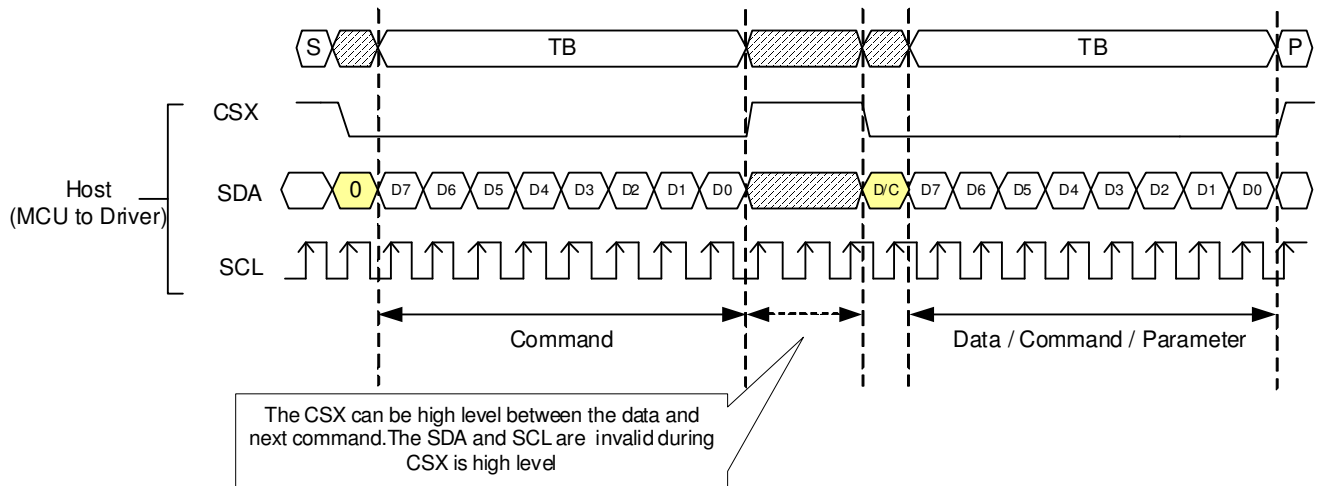 S TB TB P
CSX
Host
(MCU to Driver)
SDA 0 D7 D6 D5 D4 D3 D2 D1 D0 D/C D7 D6 D5 D4 D3 D2 D1 D0
SCL
Command Data / Command / Parameter
The CSX can be high level between the data and
next command.The SDA and SCL are invalid during
CSX is high level